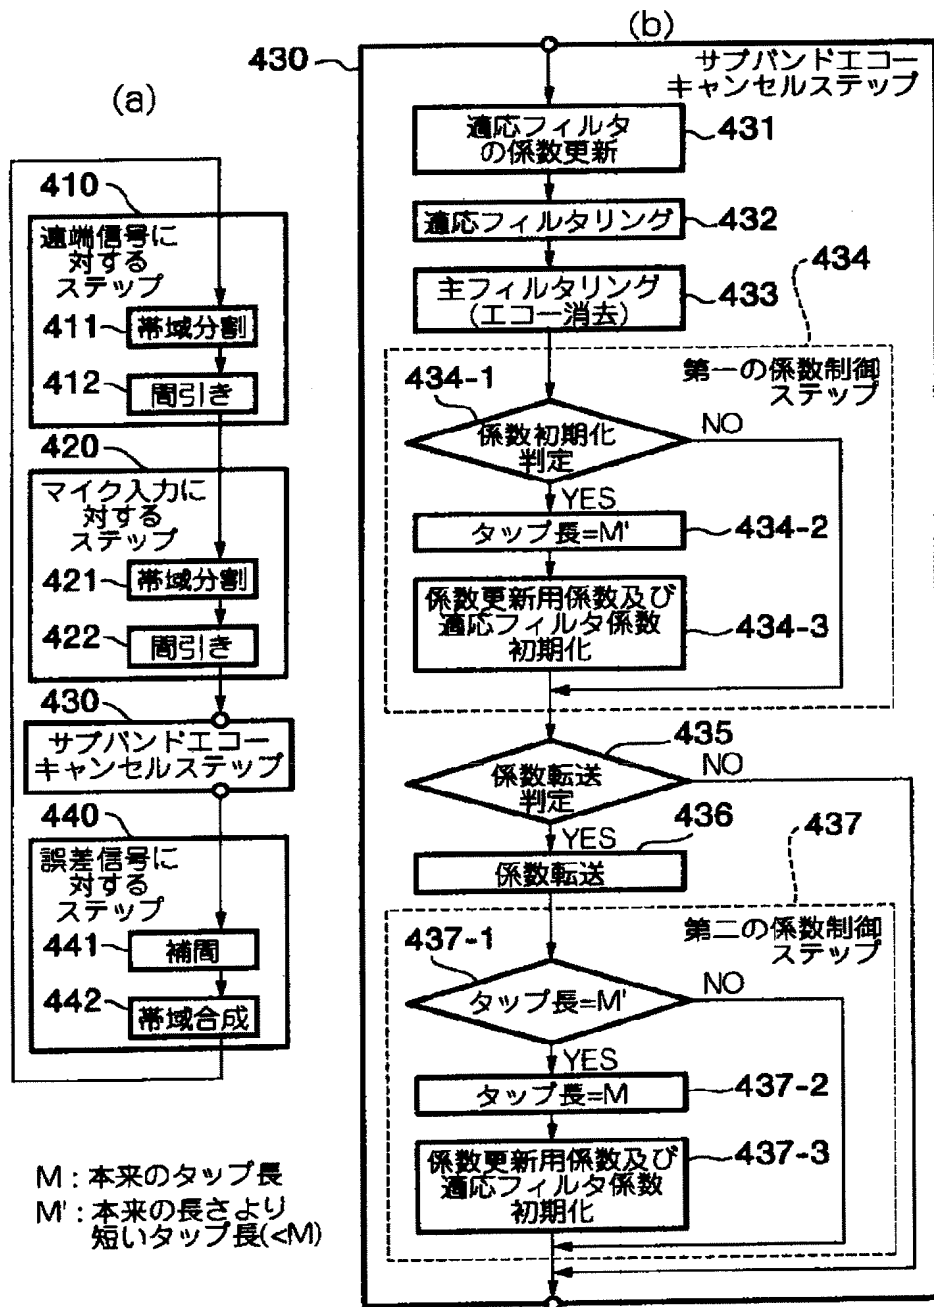 (a)
410
遠端信号に
対する
ステップ
411
帯域分割
412
間引き
420
マイク入力に
対する
ステップ
421
帯域分割
422
間引き
430
サブバンドエコー
キャンセルステップ
440
誤差信号に
対する
ステップ
441
補間
442
帯域合成
M : 本来のタップ長
M' : 本来の長さより
短いタップ長(<M)
(b)
430
サブバンドエコー
キャンセルステップ
適応フィルタ
の係数更新
431
適応フィルタリング
432
主フィルタリング
(エコー消去)
433
434
第一の係数制御
ステップ
434-1
係数初期化
判定
NO
YES
タップ長=M'
434-2
係数更新用係数及び
適応フィルタ係数
初期化
434-3
435
係数転送
判定
NO
YES
436
係数転送
437
第二の係数制御
ステップ
437-1
タップ長=M'
NO
YES
タップ長=M
437-2
係数更新用係数及び
適応フィルタ係数
初期化
437-3